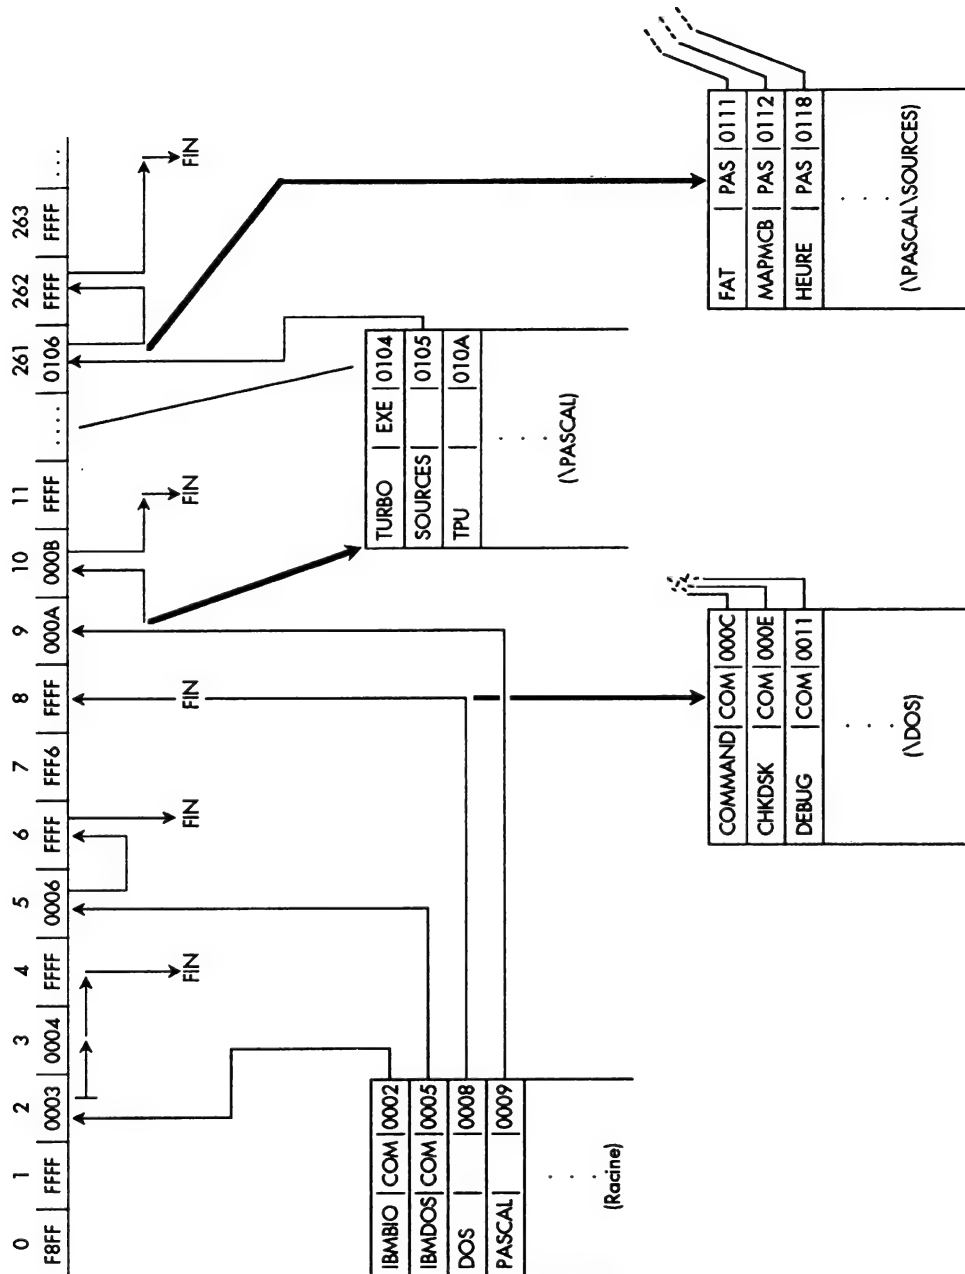 0 1 2 3 4 5 6 7 8 9 10 11 261 262 263
F8FF FFFF 0003 0004 FFFF 0006 FFFF FFF6 FFFF 000A 000B FFFF ..... 0106 FFFF FFFF ....
FIN FIN FIN FIN FIN
IBMBIO COM 0002
IBMDOS COM 0005
DOS 0008
PASCAL 0009
. . . .
(Racine)
TURBO EXE 0104
SOURCES 0105
TPU 010A
. . . .
(\PASCAL)
COMMAND COM 000C
CHKDSK COM 000E
DEBUG COM 0011
. . . .
(\DOS)
FAT PAS 0111
MAPMCB PAS 0112
HEURE PAS 0118
. . . .
(\PASCAL\SOURCES)